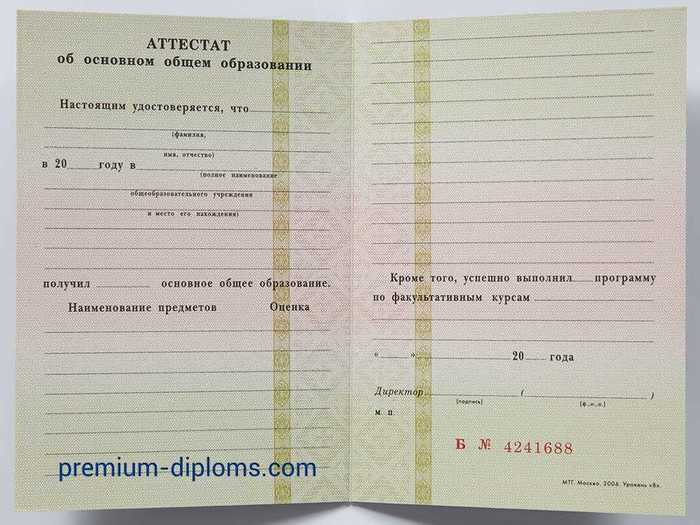 АТТЕСТАТ
об основном общем образовании
Настоящим удостоверяется, что
(фамилия,
имя, отчество)
в 20 году в
(полное наименование
общеобразовательного учреждения
и место его нахождения)
получил основное общее образование.
Наименование предметов Оценка
premium-diploms.com
Кроме того, успешно выполнил программу
по факультативным курсам
« » 20 года
Директор ( )
(подпись) (ф.,и.,о.)
М. П.
Б № 4241688
МТГ. Москва. 2006. Уровень «В».